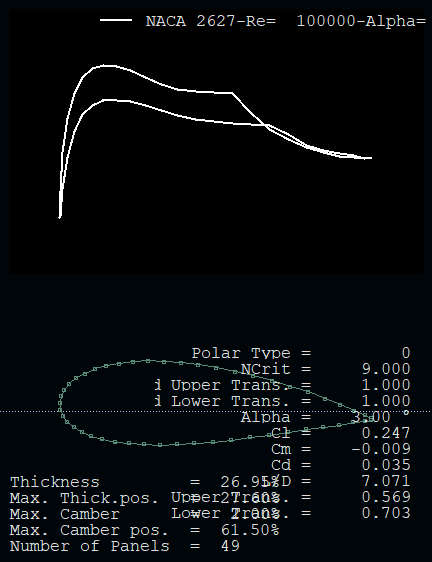 NACA 2627-Re=  100000-Alpha=
Polar Type =  0
NCrit =  9.000
d Upper Trans. =  1.000
d Lower Trans. =  1.000
Alpha =  3.00 °
Cl =  0.247
Cm =  -0.009
Cd =  0.035
L/D =  7.071
Upper Trans. =  0.569
Lower Trans. =  0.703
Thickness  =  26.95%
Max. Thick.pos.  =  27.60%
Max. Camber  =  2.00%
Max. Camber pos.  =  61.50%
Number of Panels  =  49